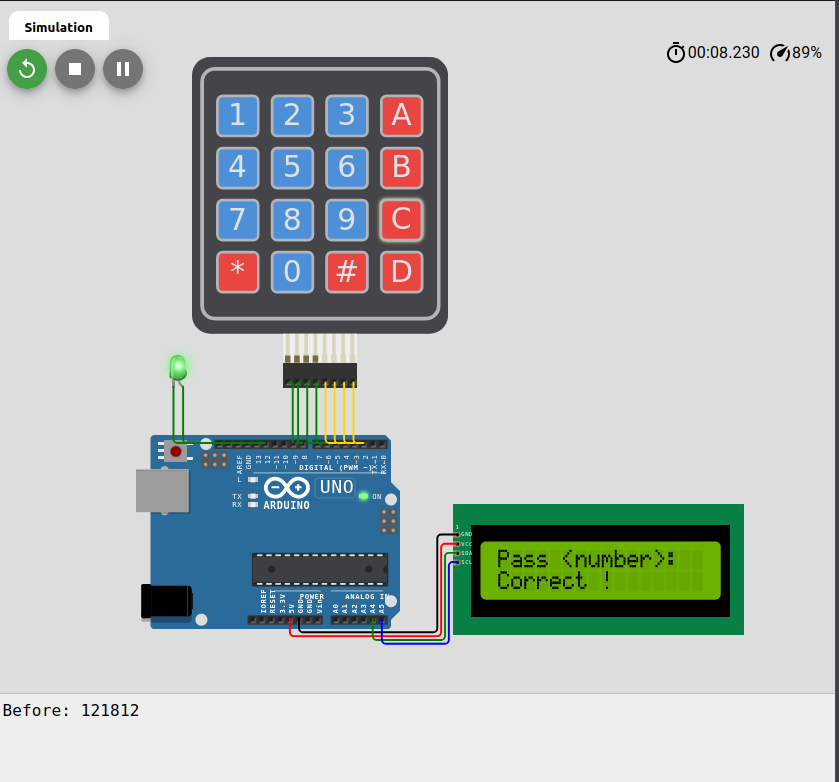 Simulation
00:08.230 89%
1 2 3 A
4 5 6 B
7 8 9 C
* 0 # D
AREF
GND
13
12
~11
~10
~9
8
7
~6
~5
4
~3
2
TX→1
RX←0
DIGITAL (PWM ~)
L
TX
RX
UNO
ON
ARDUINO
IOREF
RESET
3.3V
5V
GND
GND
Vin
POWER
ANALOG IN
A0
A1
A2
A3
A4
A5
1
GND
VCC
SDA
SCL
Pass <number>:
Correct !
Before: 121812